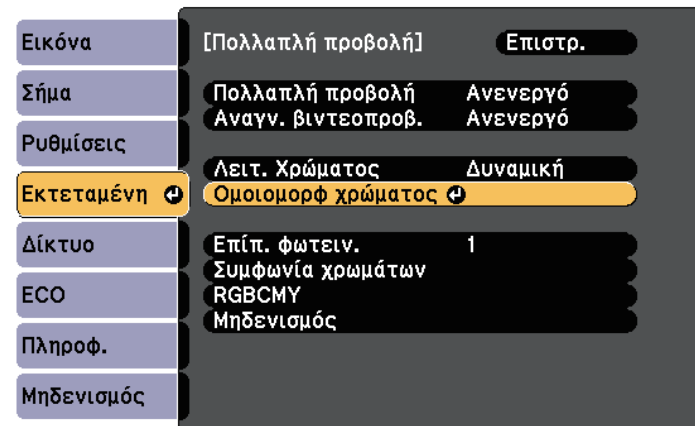 Εικόνα
Σήμα
Ρυθμίσεις
Εκτεταμένη
Δίκτυο
ECO
Πληροφ.
Μηδενισμός
[Πολλαπλή προβολή] Επιστρ.
Πολλαπλή προβολή Ανενεργό
Αναγν. βιντεοπροβ. Ανενεργό
Λειτ. Χρώματος Δυναμική
Ομοιομορφ χρώματος
Επίπ. φωτειν. 1
Συμφωνία χρωμάτων
RGBCMY
Μηδενισμός